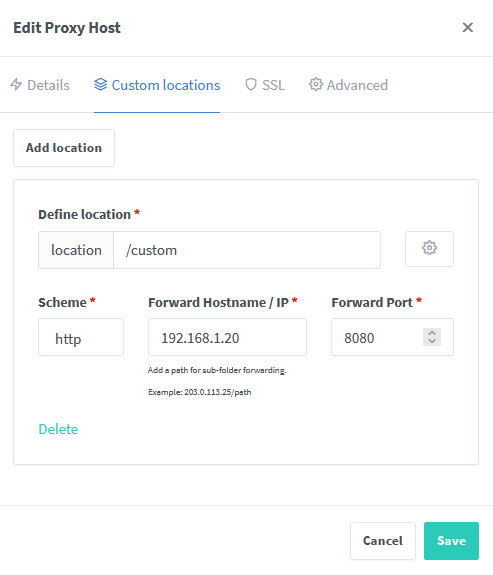 Edit Proxy Host
Details Custom locations SSL Advanced
Add location
Define location *
location /custom
Scheme * Forward Hostname / IP * Forward Port *
http 192.168.1.20 8080
Add a path for sub-folder forwarding.
Example: 203.0.113.25/path
Delete
Cancel Save